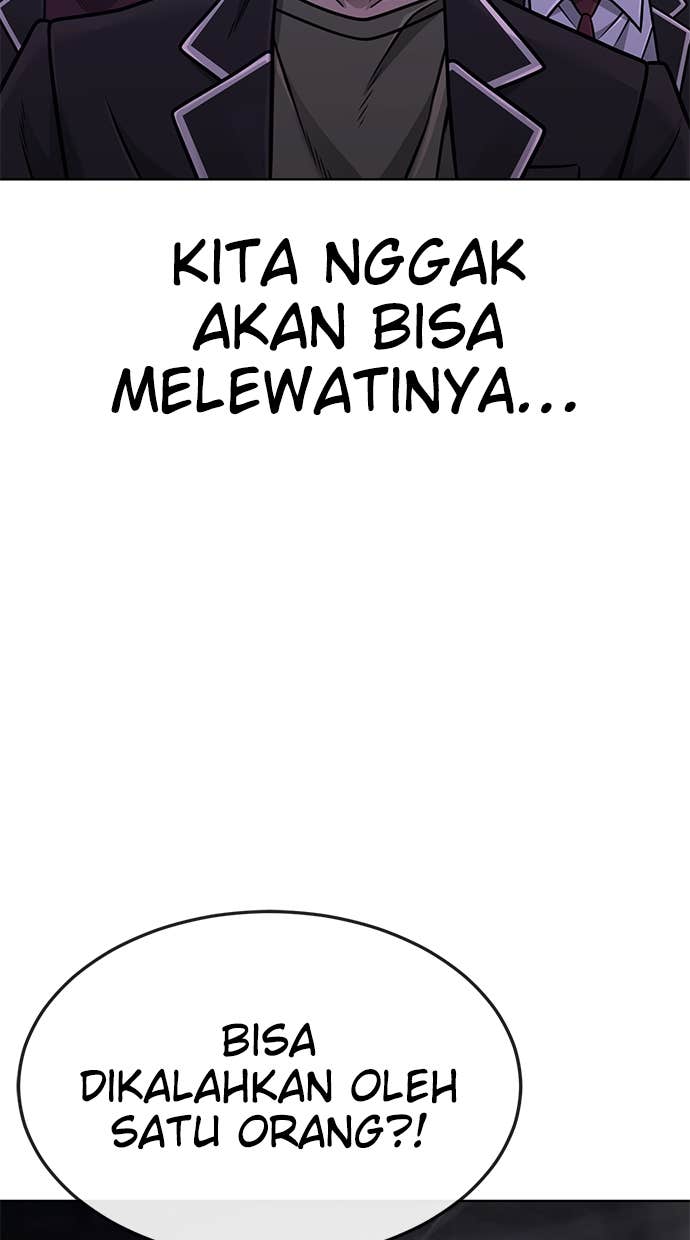 KITA NGGAK
AKAN BISA
MELEWATINYA...
BISA
DIKALAHKAN OLEH
SATU ORANG?!